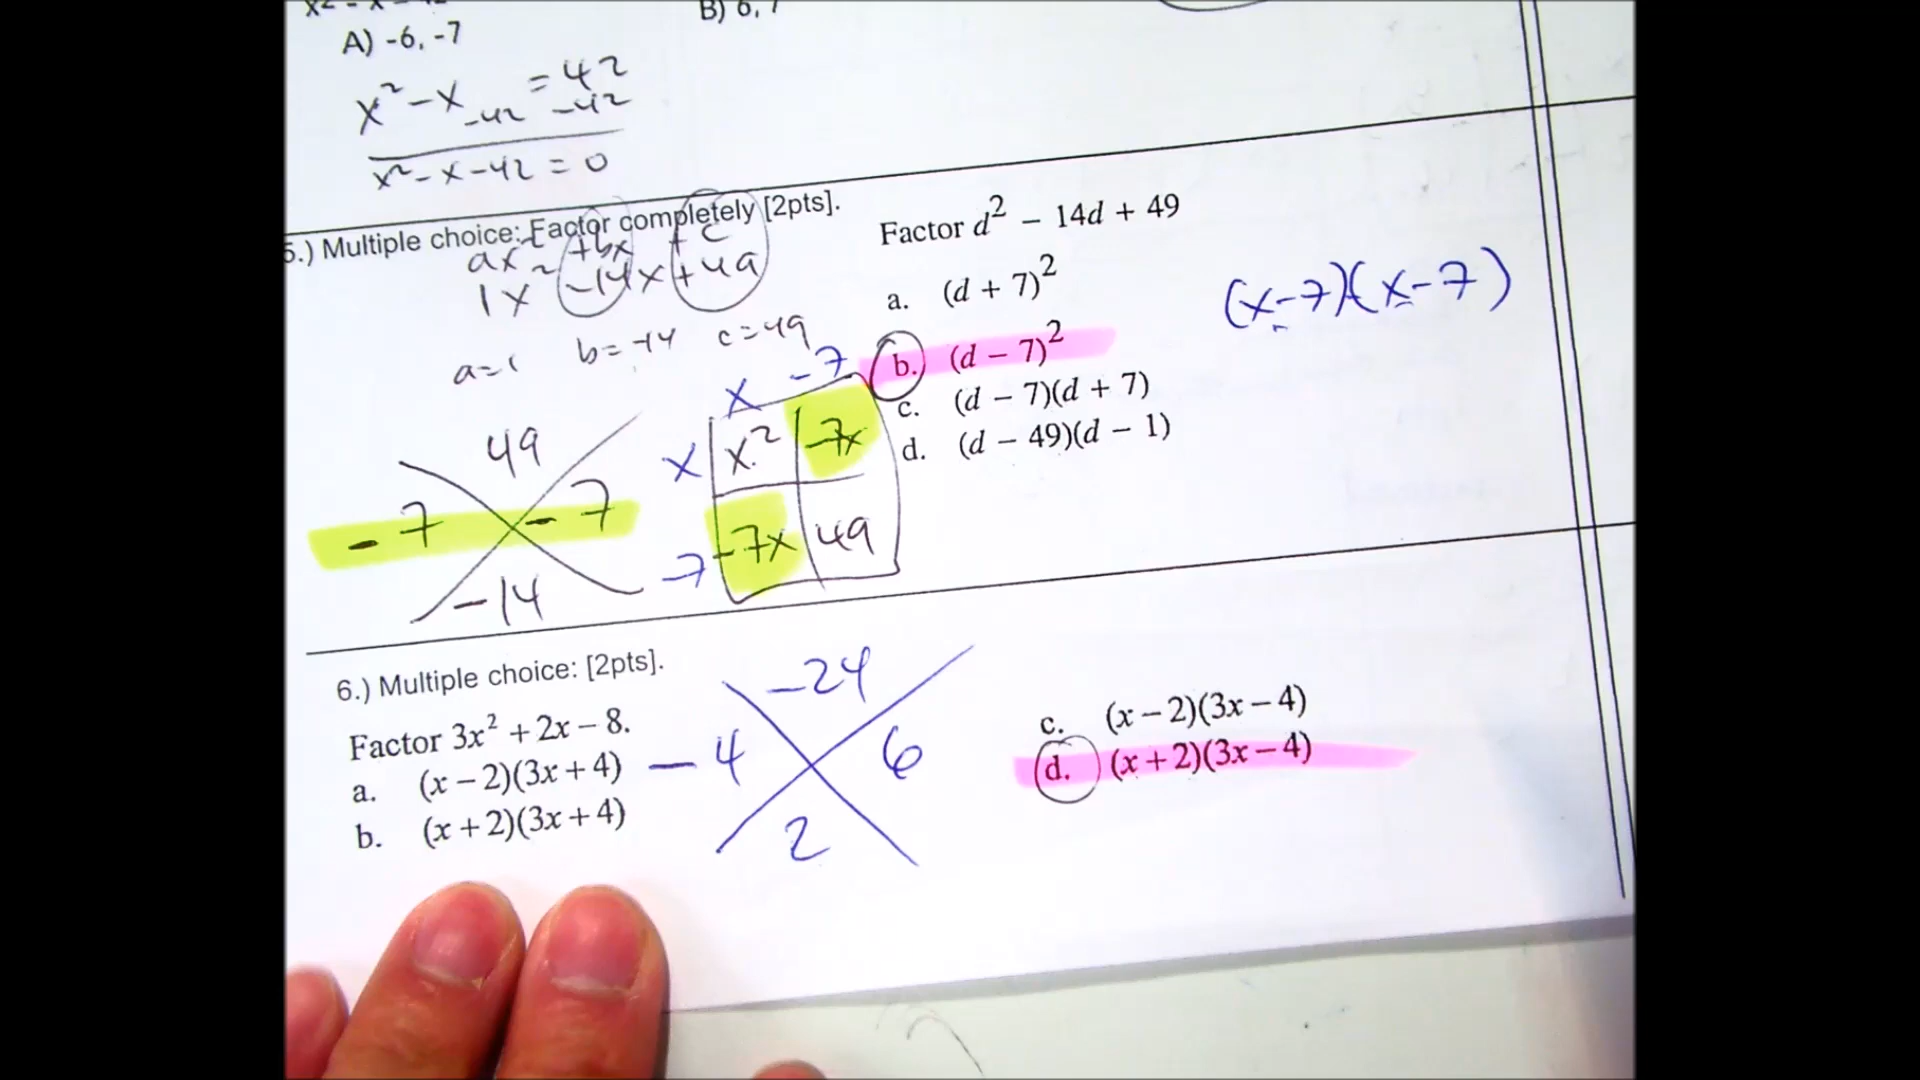 A) -6, -7
x² - x = 42
-42 -42
x² - x - 42 = 0
5.) Multiple choice: Factor completely [2pts].
ax² + bx + c
1x² - 14x + 49
a=1 b=-14 c=49
49
-7 -7
-14
x -7
x x² -7x
-7 -7x 49
Factor d² − 14d + 49
a. (d + 7)²
b. (d − 7)²
c. (d − 7)(d + 7)
d. (d − 49)(d − 1)
(x-7)(x-7)
6.) Multiple choice: [2pts].
Factor 3x² + 2x − 8.
a. (x − 2)(3x + 4)
b. (x + 2)(3x + 4)
-24
-4 6
2
c. (x − 2)(3x − 4)
d. (x + 2)(3x − 4)